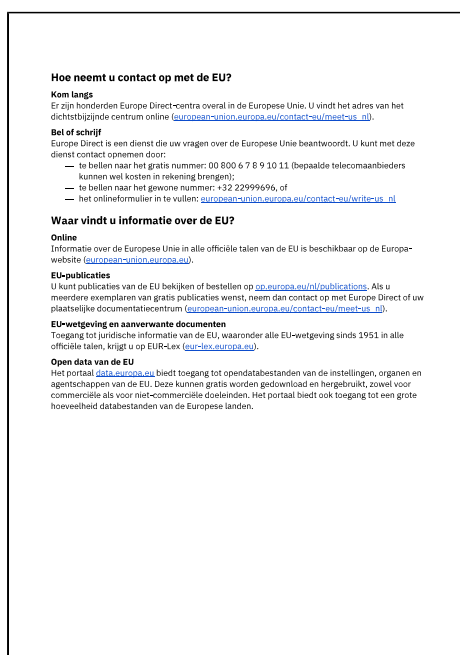 Hoe neemt u contact op met de EU?
Kom langs
Er zijn honderden Europe Direct-centra overal in de Europese Unie. U vindt het adres van het
dichtstbijzijnde centrum online (european-union.europa.eu/contact-eu/meet-us_nl).
Bel of schrijf
Europe Direct is een dienst die uw vragen over de Europese Unie beantwoordt. U kunt met deze
dienst contact opnemen door:
— te bellen naar het gratis nummer: 00 800 6 7 8 9 10 11 (bepaalde telecomaanbieders
kunnen wel kosten in rekening brengen);
— te bellen naar het gewone nummer: +32 22999696, of
— het onlineformulier in te vullen: european-union.europa.eu/contact-eu/write-us_nl
Waar vindt u informatie over de EU?
Online
Informatie over de Europese Unie in alle officiële talen van de EU is beschikbaar op de Europa-
website (european-union.europa.eu).
EU-publicaties
U kunt publicaties van de EU bekijken of bestellen op op.europa.eu/nl/publications. Als u
meerdere exemplaren van gratis publicaties wenst, neem dan contact op met Europe Direct of uw
plaatselijke documentatiecentrum (european-union.europa.eu/contact-eu/meet-us_nl).
EU-wetgeving en aanverwante documenten
Toegang tot juridische informatie van de EU, waaronder alle EU-wetgeving sinds 1951 in alle
officiële talen, krijgt u op EUR-Lex (eur-lex.europa.eu).
Open data van de EU
Het portaal data.europa.eu biedt toegang tot opendatabestanden van de instellingen, organen en
agentschappen van de EU. Deze kunnen gratis worden gedownload en hergebruikt, zowel voor
commerciële als voor niet-commerciële doeleinden. Het portaal biedt ook toegang tot een grote
hoeveelheid databestanden van de Europese landen.